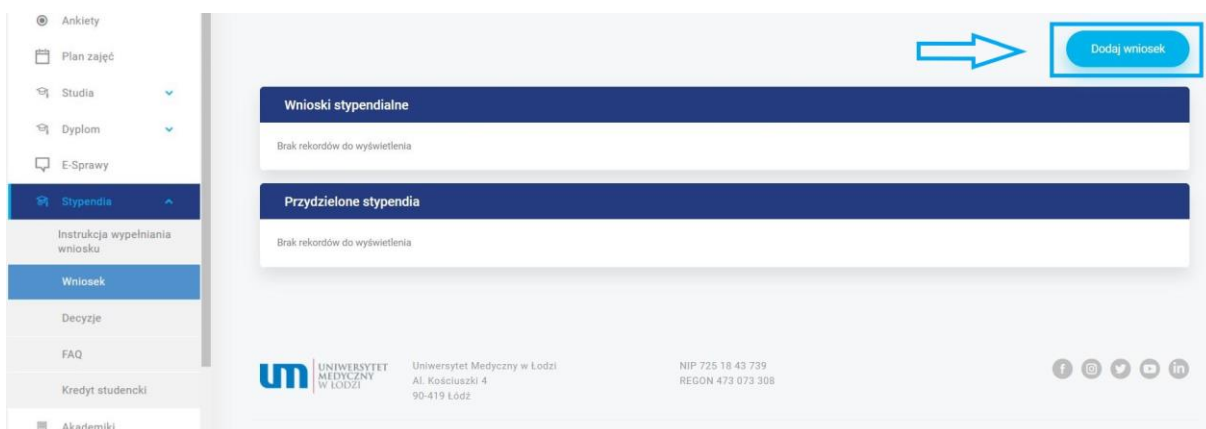 Ankiety
Plan zajęć
Studia
Dyplom
E-Sprawy
Stypendia
Instrukcja wypełniania
wniosku
Wniosek
Decyzje
FAQ
Kredyt studencki
Akademiki
Dodaj wniosek
Wnioski stypendialne
Brak rekordów do wyświetlenia
Przydzielone stypendia
Brak rekordów do wyświetlenia
um UNIWERSYTET
MEDYCZNY
W ŁODZI
Uniwersytet Medyczny w Łodzi
Al. Kościuszki 4
90-419 Łódź
NIP 725 18 43 739
REGON 473 073 308